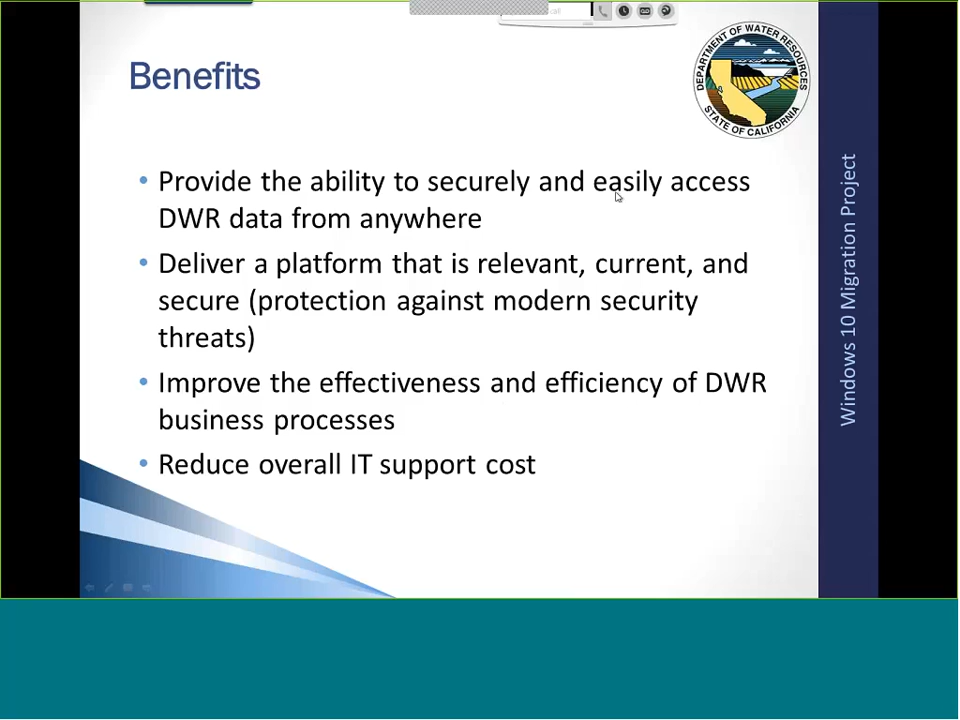 Benefits
DEPARTMENT OF WATER RESOURCES
STATE OF CALIFORNIA
• Provide the ability to securely and easily access
DWR data from anywhere
• Deliver a platform that is relevant, current, and
secure (protection against modern security
threats)
• Improve the effectiveness and efficiency of DWR
business processes
• Reduce overall IT support cost
Windows 10 Migration Project